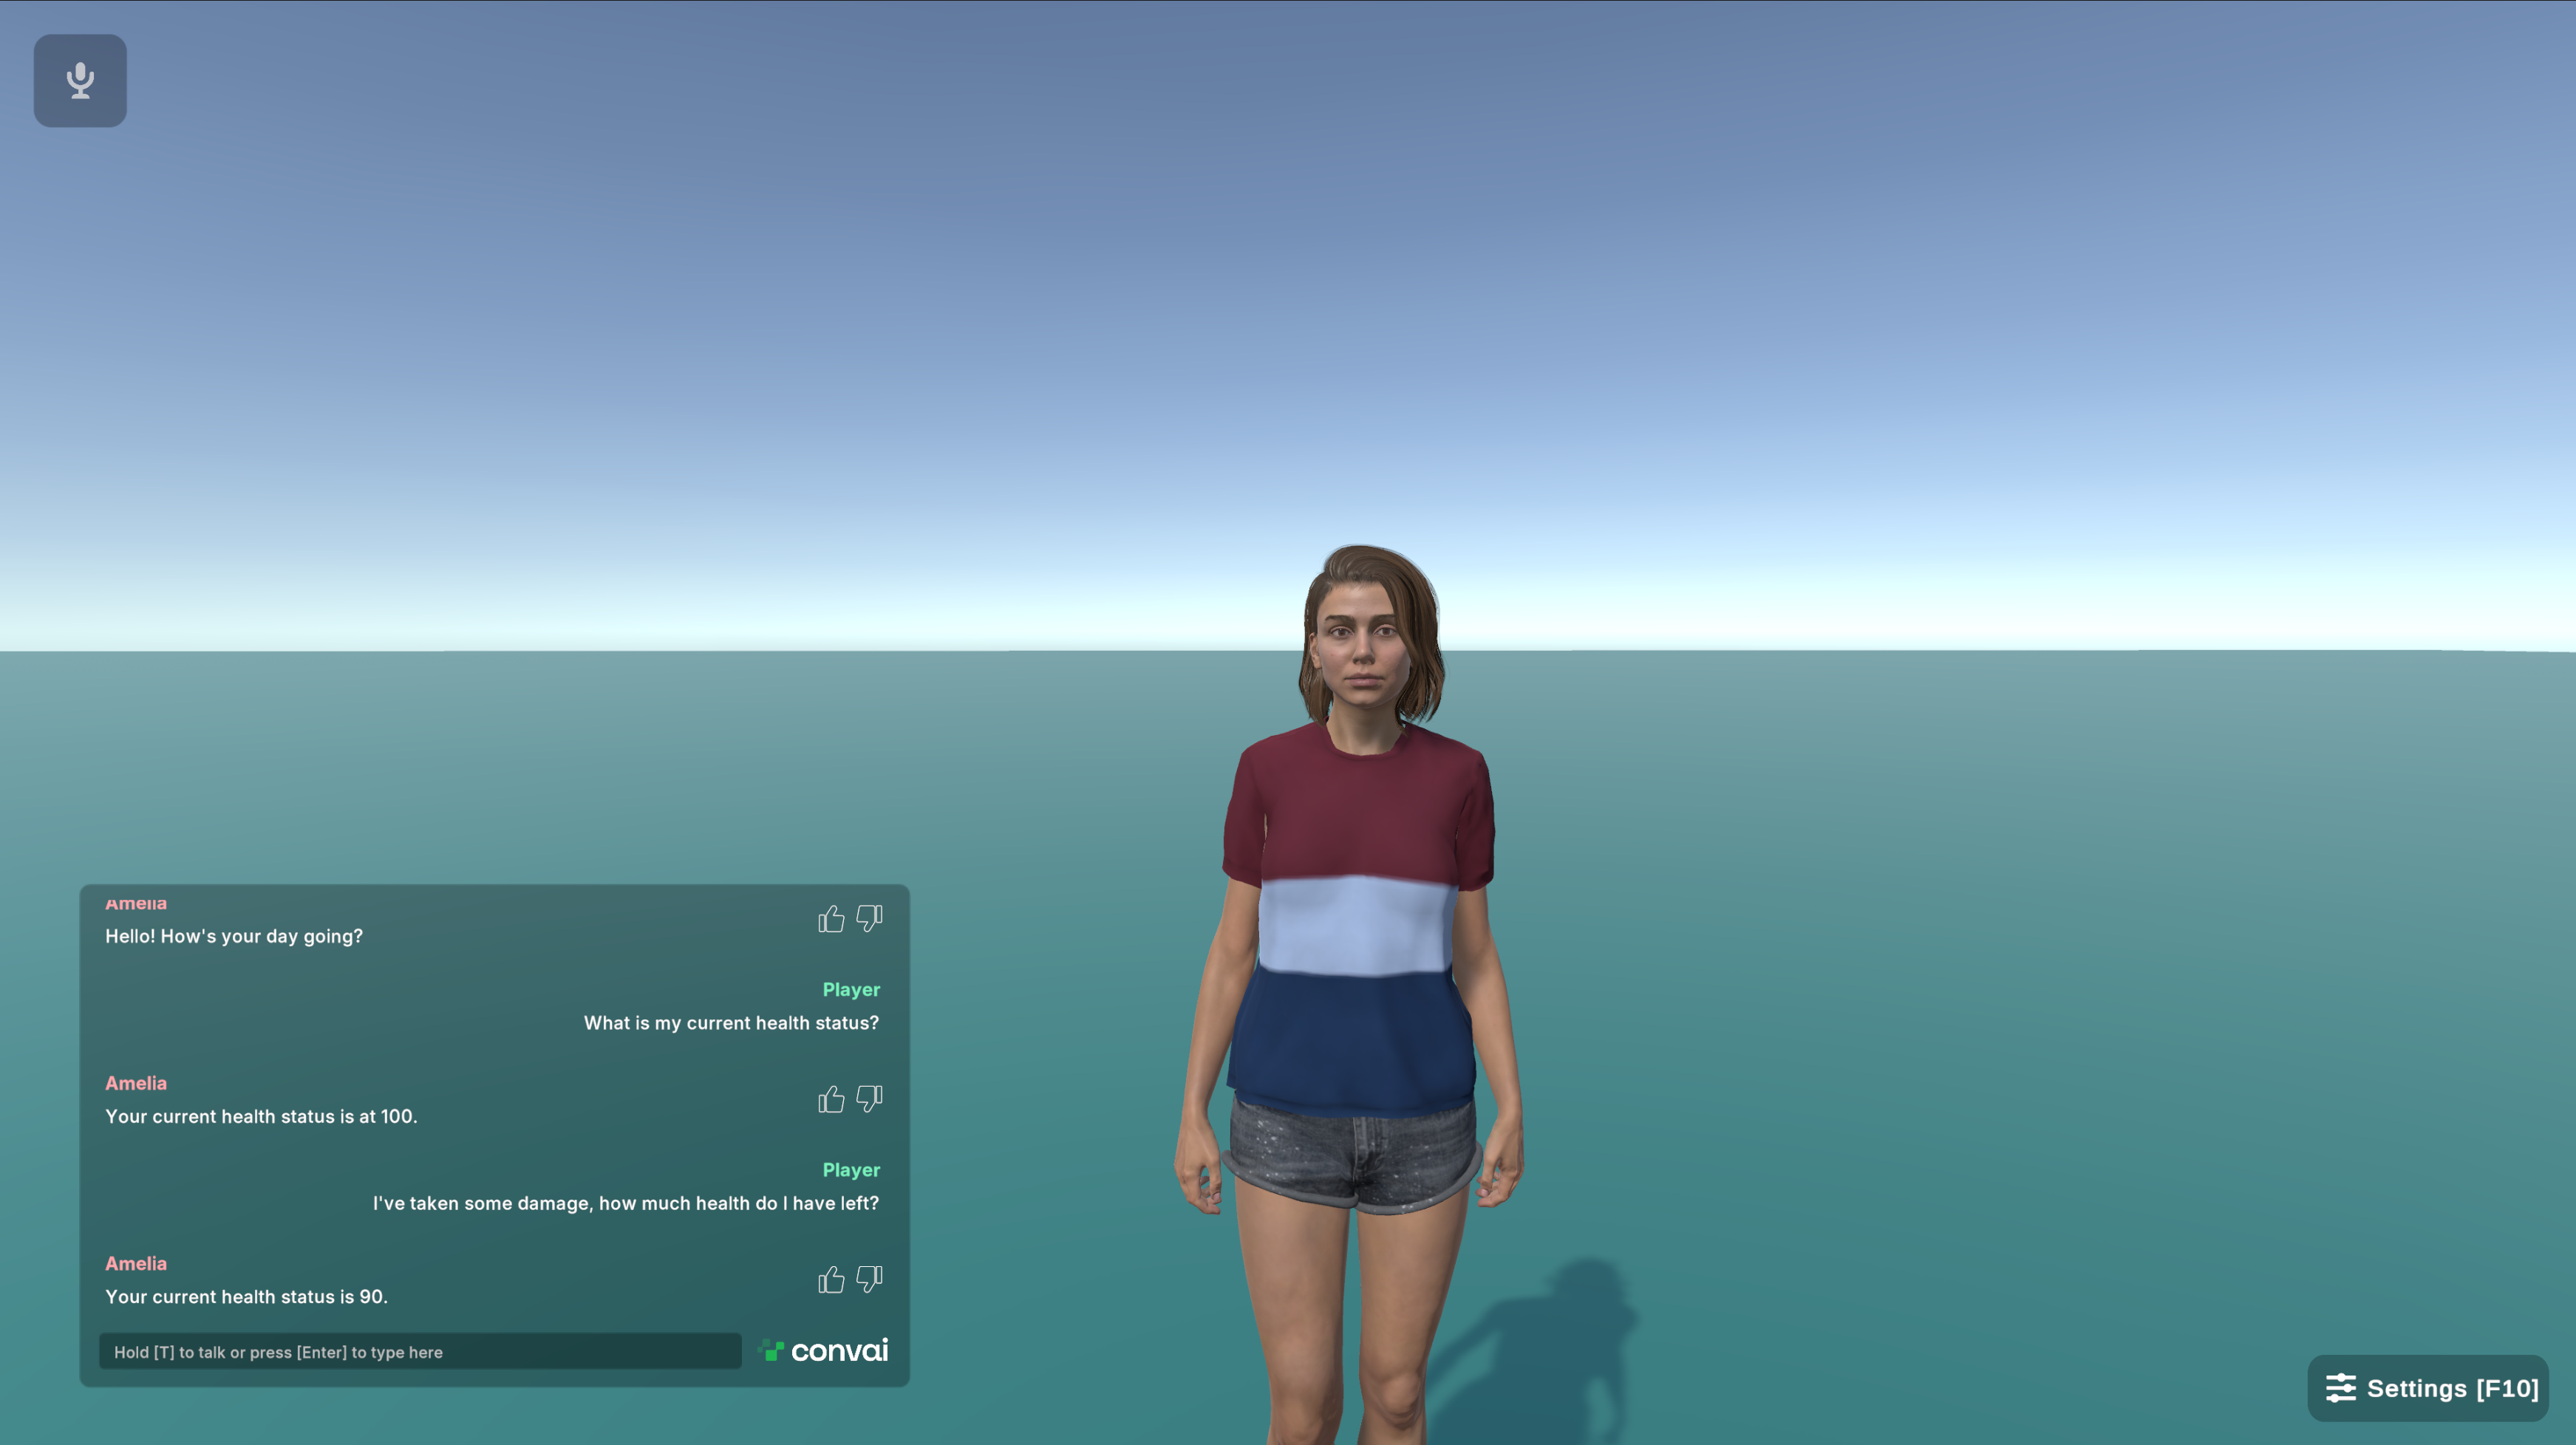 Amelia
Hello! How's your day going?
Player
What is my current health status?
Amelia
Your current health status is at 100.
Player
I've taken some damage, how much health do I have left?
Amelia
Your current health status is 90.
Hold [T] to talk or press [Enter] to type here
convai
Settings [F10]